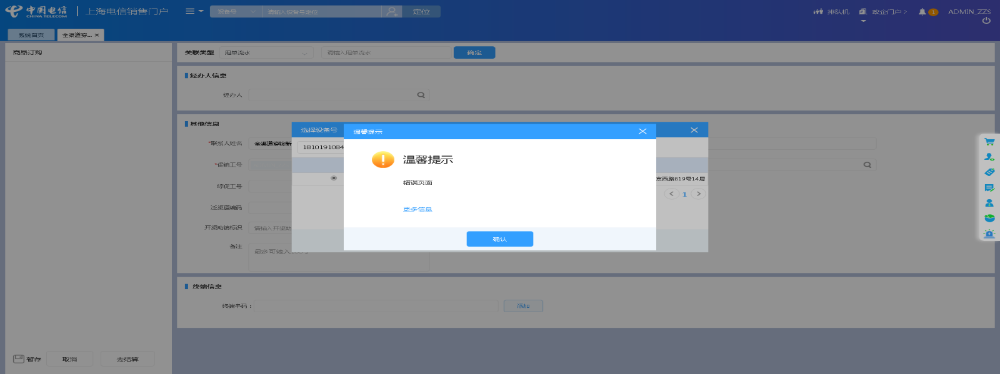 中国电信
CHINA TELECOM
上海电信销售门户
设备号
请输入设备号定位
定位
排队机
政企门户
1
ADMIN_ZZS
系统首页
全渠道穿...
商品订购
关联类型
甩单流水
请输入甩单流水
确定
经办人信息
经办人
其他信息
*联系人姓名
全渠道穿验新
*促销工号
综促工号
泛渠道编码
开渠助销标识
请输入开渠助
备注
最多可输入
选择设备号
1810191084
京西路819号14层
1
温馨提示
温馨提示
错误页面
更多信息
确认
终端信息
终端串码：
添加
暂存
取消
去结算